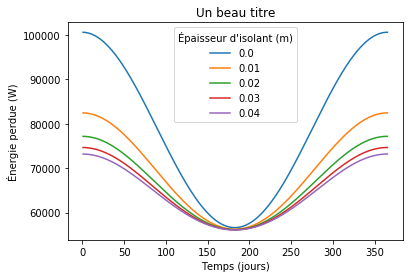 Un beau titre
Énergie perdue (W)
100000
90000
80000
70000
60000
Épaisseur d'isolant (m)
0.0
0.01
0.02
0.03
0.04
0 50 100 150 200 250 300 350
Temps (jours)